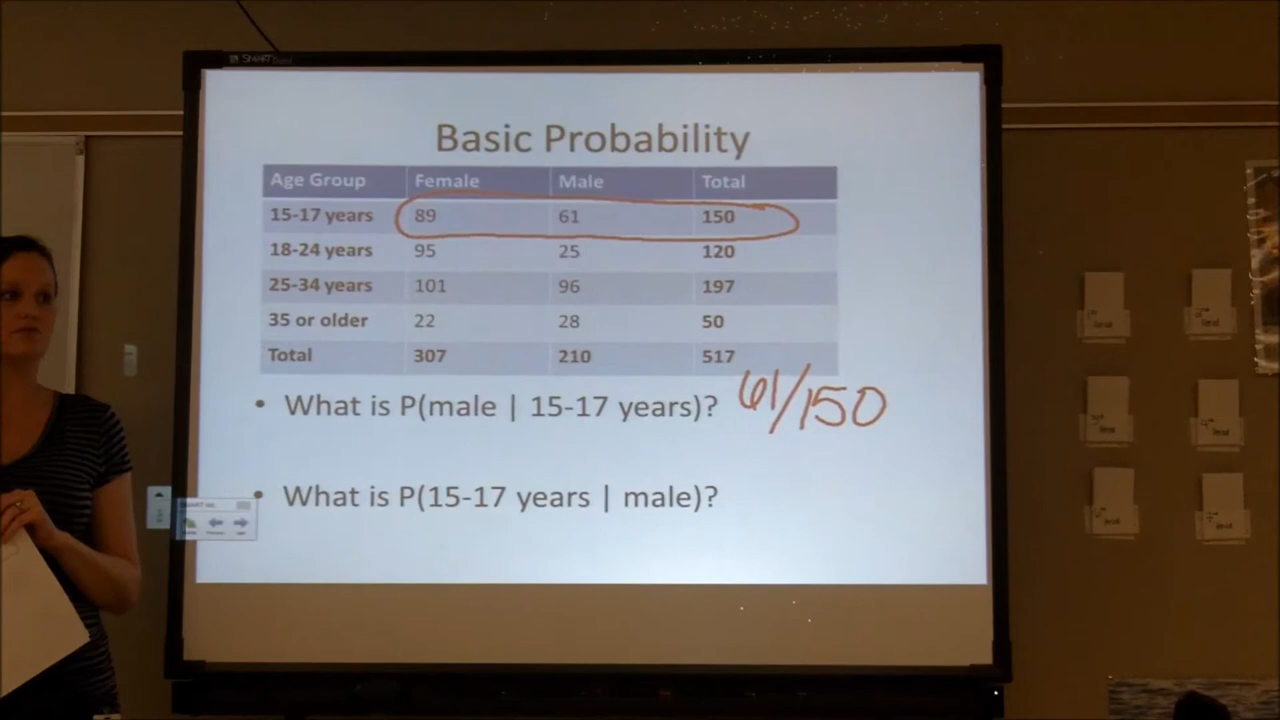 SMART
Basic Probability
Age Group Female Male Total
15-17 years 89 61 150
18-24 years 95 25 120
25-34 years 101 96 197
35 or older 22 28 50
Total 307 210 517
• What is P(male | 15-17 years)? 61/150
• What is P(15-17 years | male)?